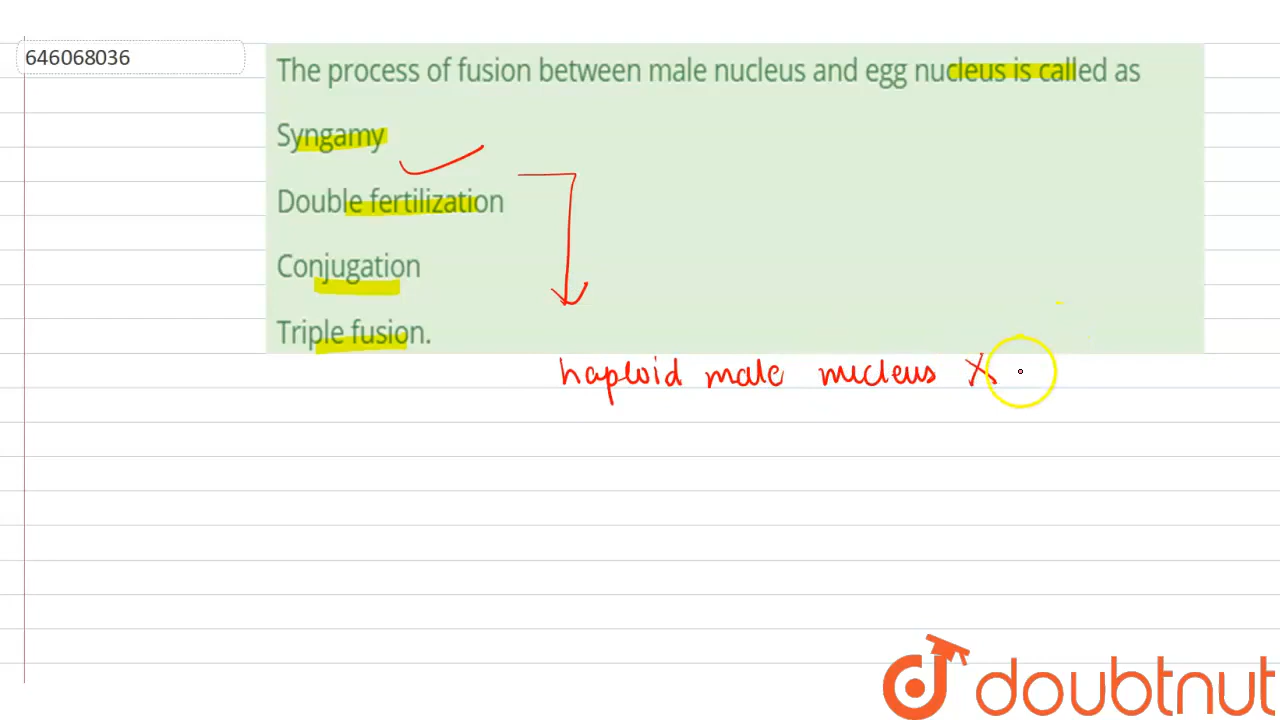 646068036
The process of fusion between male nucleus and egg nucleus is called as
Syngamy
Double fertilization
Conjugation
Triple fusion.
haploid male nucleus X
doubtnut